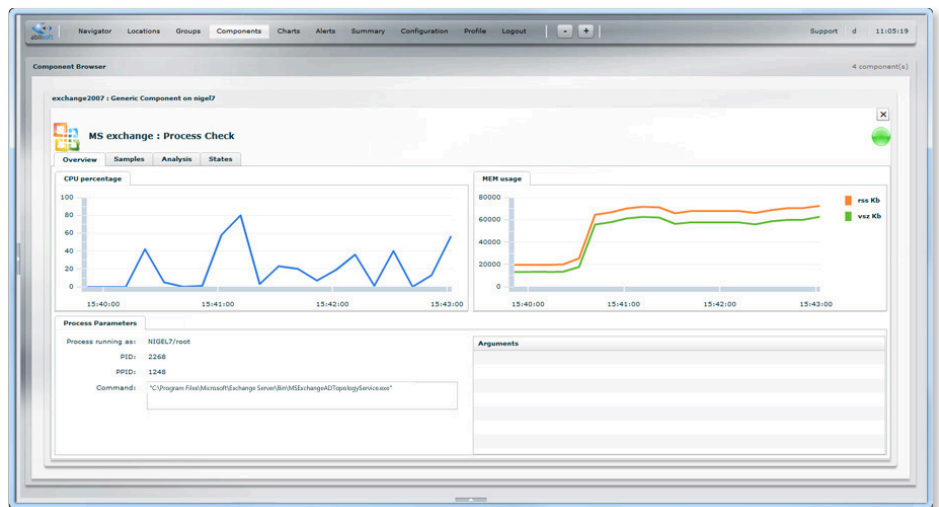 abilisoft
Navigator Locations Groups Components Charts Alerts Summary Configuration Profile Logout - + Support d 11:05:19
Component Browser 4 component(s)
exchange2007 : Generic Component on nigel7
MS exchange : Process Check
Overview Samples Analysis States
CPU percentage
100
80
60
40
20
0
15:40:00 15:41:00 15:42:00 15:43:00
MEM usage
80000
60000
40000
20000
0
15:40:00 15:41:00 15:42:00 15:43:00
rss Kb
vsz Kb
Process Parameters
Process running as: NIGEL7/root
PID: 2268
PPID: 1248
Command: "C\Program Files\Microsoft\Exchange Server\Bin\MSExchangeADTopologyService.exe"
Arguments